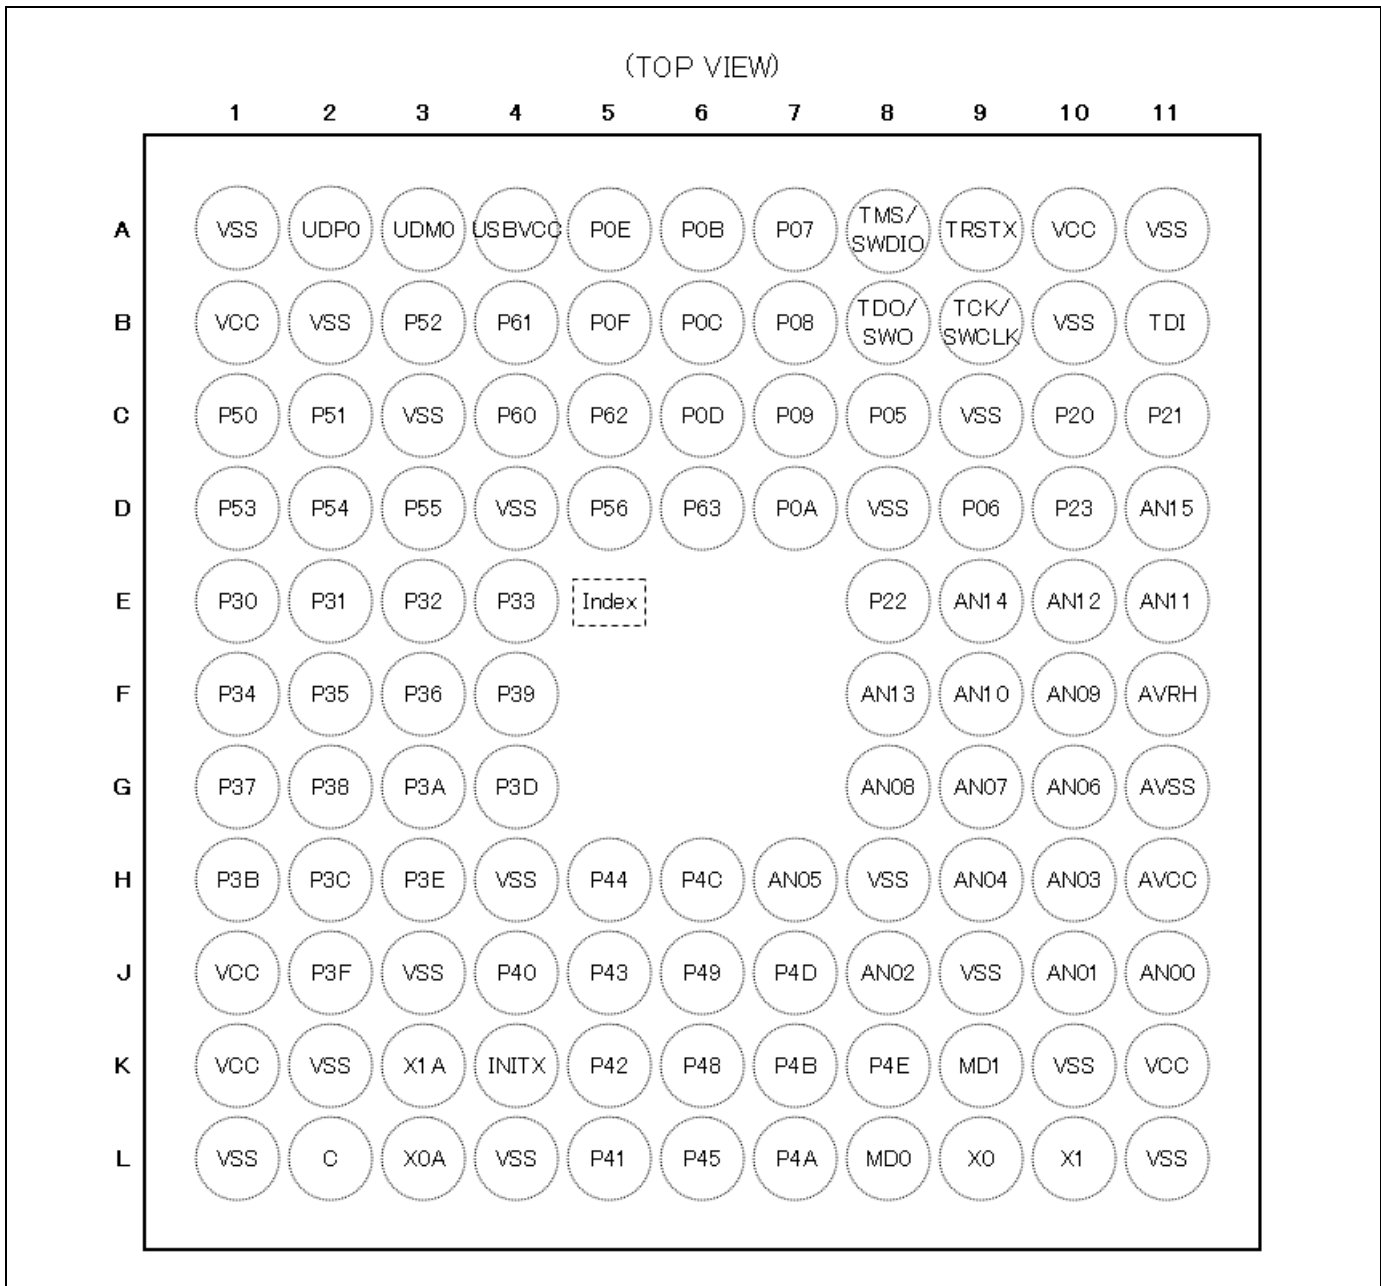 (TOP VIEW)
1 2 3 4 5 6 7 8 9 10 11
A VSS UDP0 UDM0 USBVCC P0E P0B P07 TMS/SWDIO TRSTX VCC VSS
B VCC VSS P52 P61 P0F P0C P08 TDO/SWO TCK/SWCLK VSS TDI
C P50 P51 VSS P60 P62 P0D P09 P05 VSS P20 P21
D P53 P54 P55 VSS P56 P63 P0A VSS P06 P23 AN15
E P30 P31 P32 P33 Index P22 AN14 AN12 AN11
F P34 P35 P36 P39 AN13 AN10 AN09 AVRH
G P37 P38 P3A P3D AN08 AN07 AN06 AVSS
H P3B P3C P3E VSS P44 P4C AN05 VSS AN04 AN03 AVCC
J VCC P3F VSS P40 P43 P49 P4D AN02 VSS AN01 AN00
K VCC VSS X1A INITX P42 P48 P4B P4E MD1 VSS VCC
L VSS C X0A VSS P41 P45 P4A MD0 X0 X1 VSS